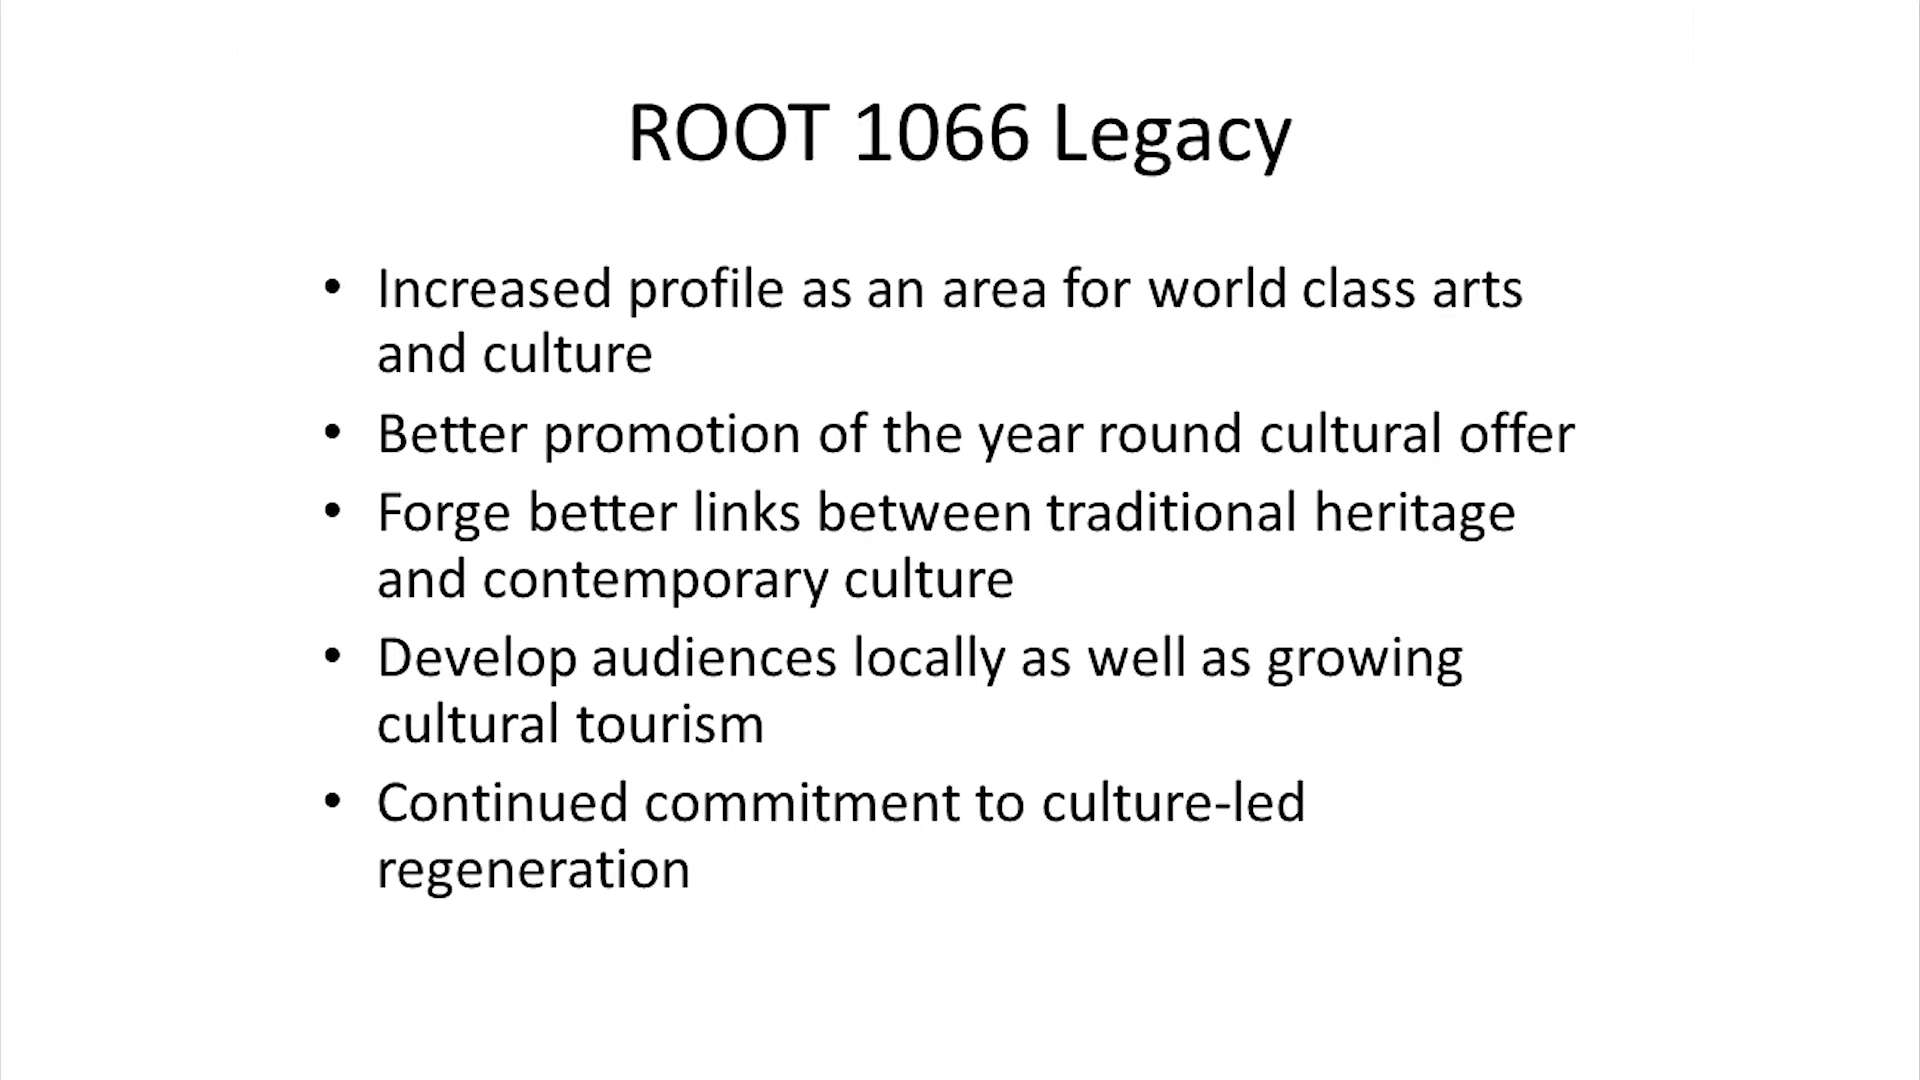 ROOT 1066 Legacy
• Increased profile as an area for world class arts
and culture
• Better promotion of the year round cultural offer
• Forge better links between traditional heritage
and contemporary culture
• Develop audiences locally as well as growing
cultural tourism
• Continued commitment to culture-led
regeneration